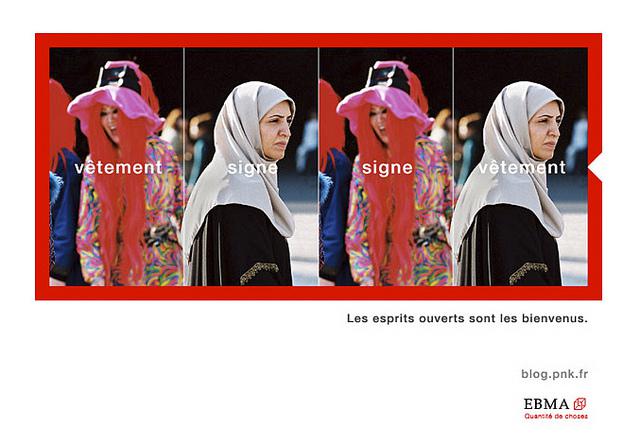 vêtement signe signe vêtement
Les esprits ouverts sont les bienvenus.
blog.pnk.fr
EBMA
Quantité de choses